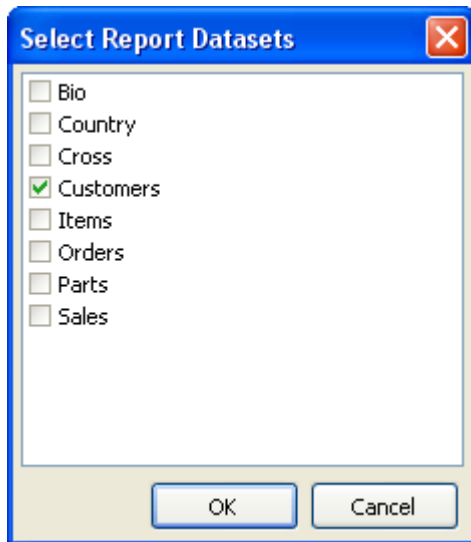 Select Report Datasets
Bio
Country
Cross
Customers
Items
Orders
Parts
Sales
OK
Cancel